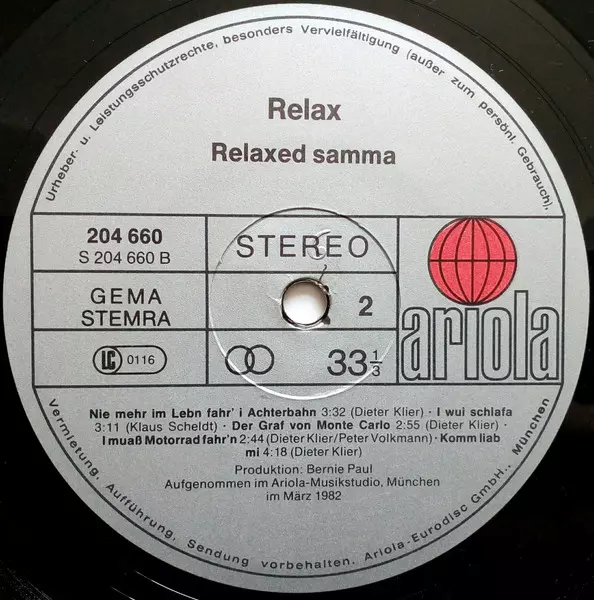 Urheber- u. Leistungsschutzrechte, besonders Vervielfältigung (außer zum persönl. Gebrauch),
Relax
Relaxed samma
204 660
S 204 660 B
STEREO
GEMA
STEMRA
2
ariola
LC 0116
33 1/3
Nie mehr im Lebn fahr' i Achterbahn 3:32 (Dieter Klier) · I wui schlafa
3:11 (Klaus Scheldt) · Der Graf von Monte Carlo 2:55 (Dieter Klier) ·
I muaß Motorrad fahr'n 2:44 (Dieter Klier/Peter Volkmann) · Komm liab
mi 4:18 (Dieter Klier)
Produktion: Bernie Paul
Aufgenommen im Ariola-Musikstudio, München
im März 1982
Vermietung, Aufführung, Sendung vorbehalten. Ariola-Eurodisc GmbH., München